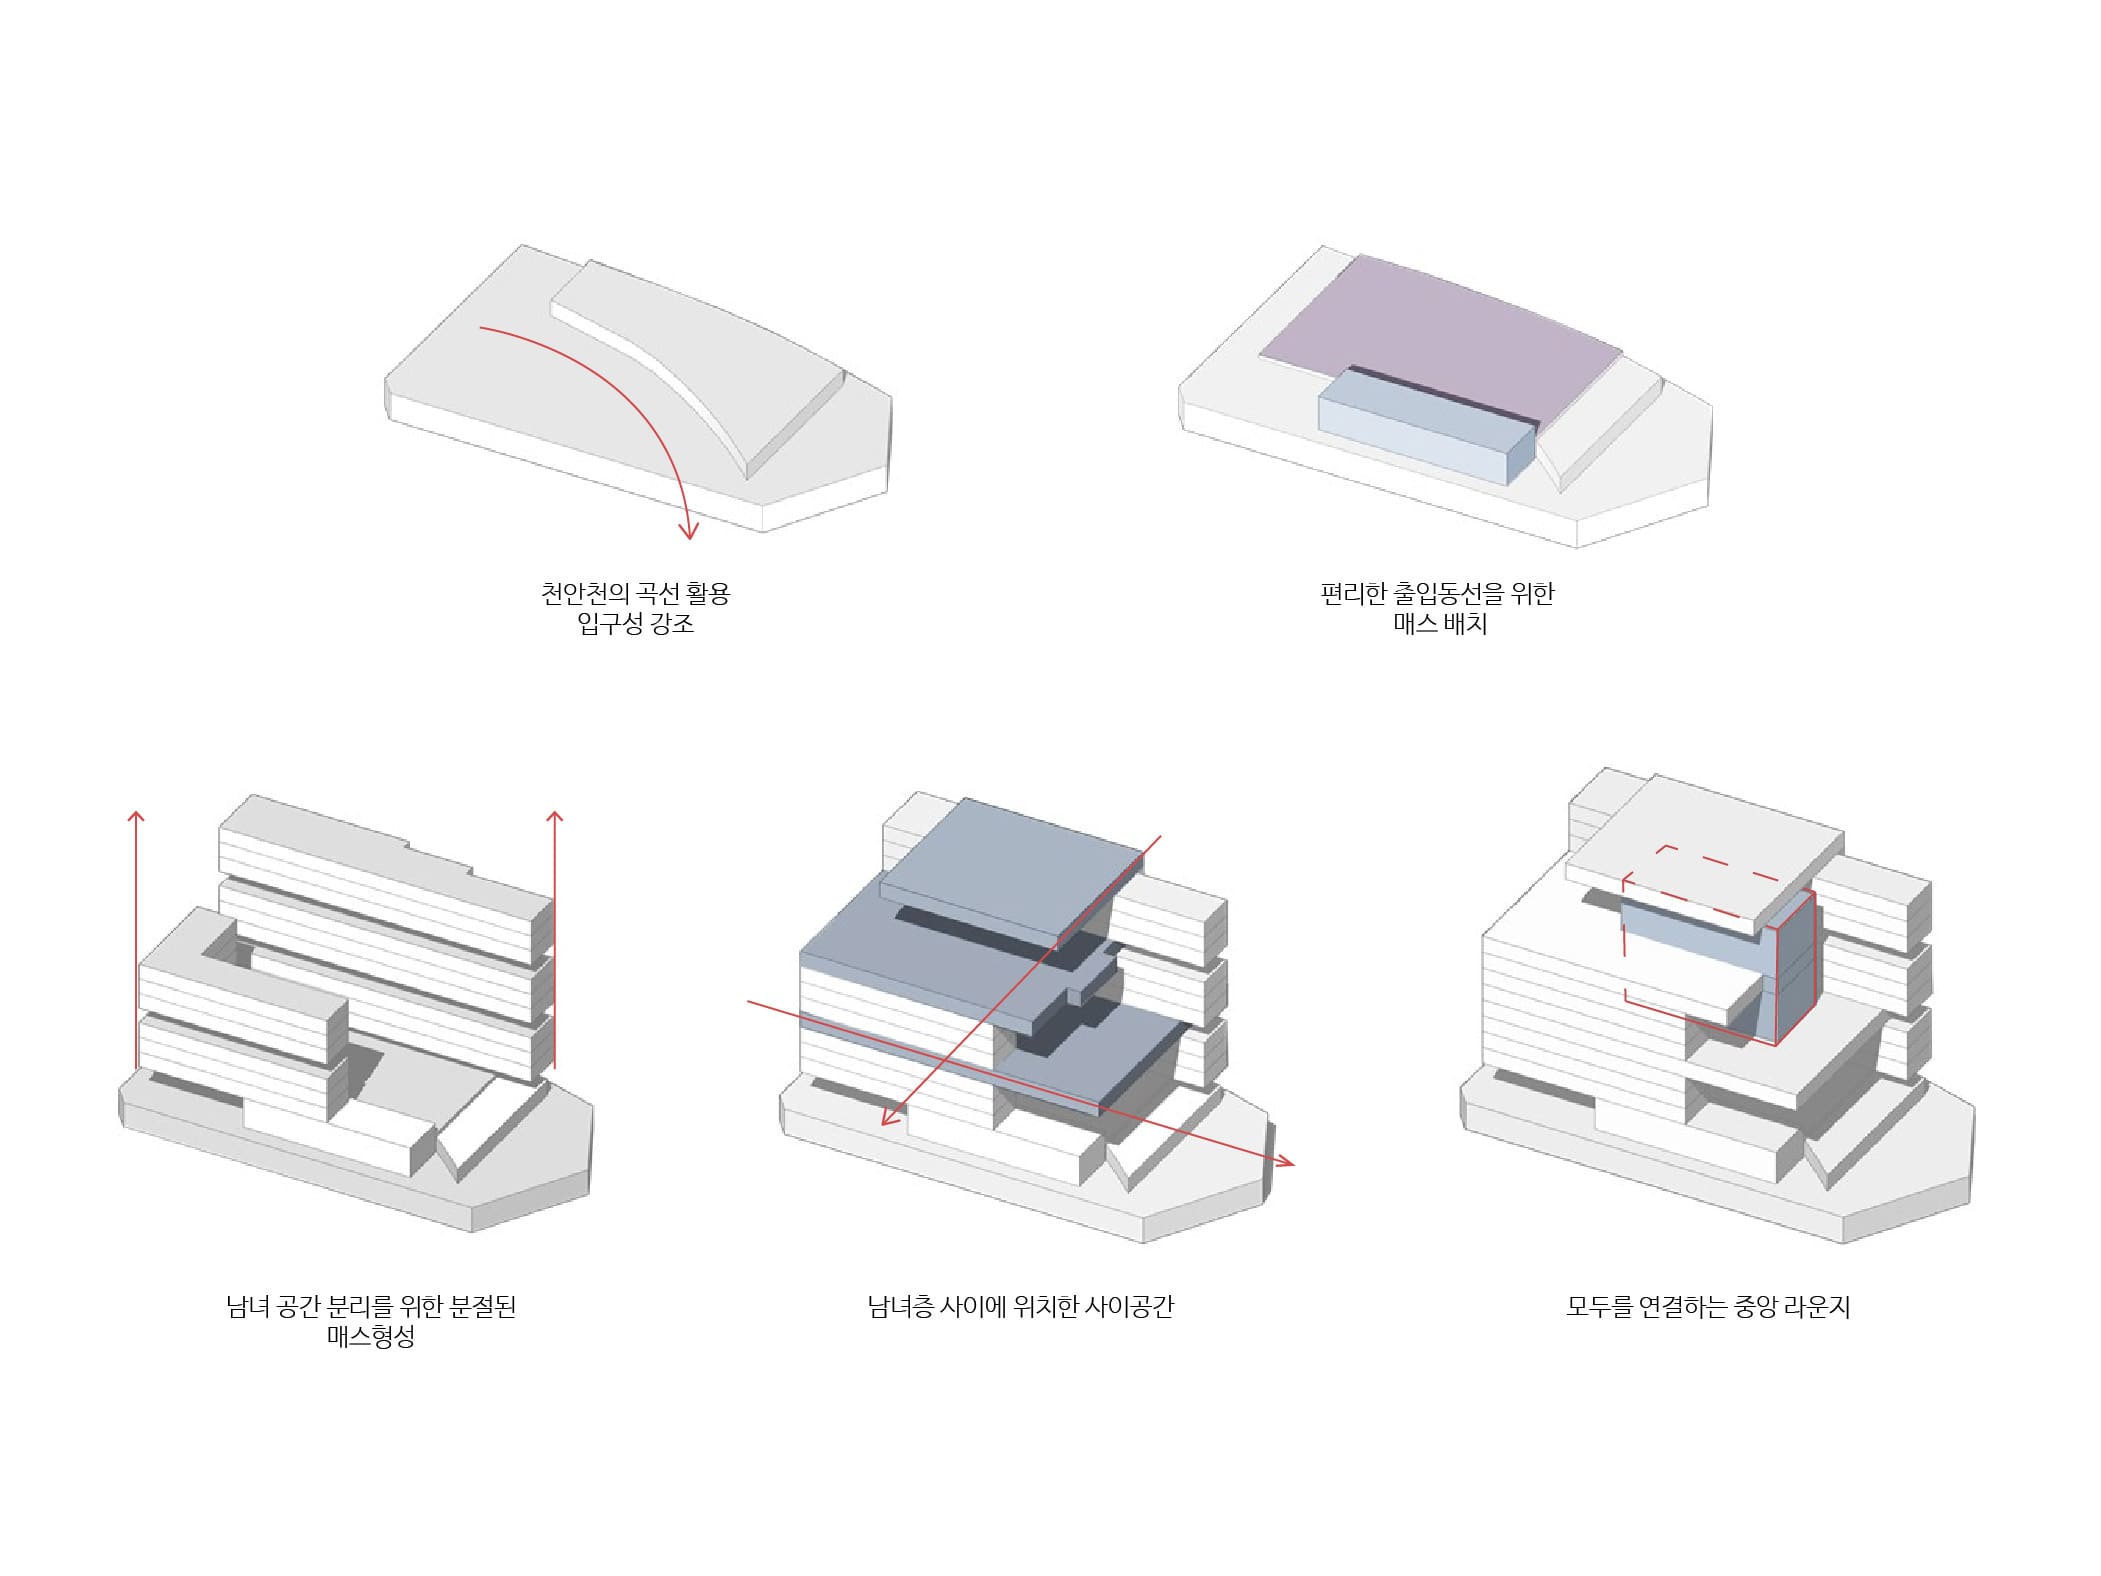 천안천의 곡선 활용
입구성 강조
편리한 출입동선을 위한
매스 배치
남녀 공간 분리를 위한 분절된
매스형성
남녀층 사이에 위치한 사이공간
모두를 연결하는 중앙 라운지